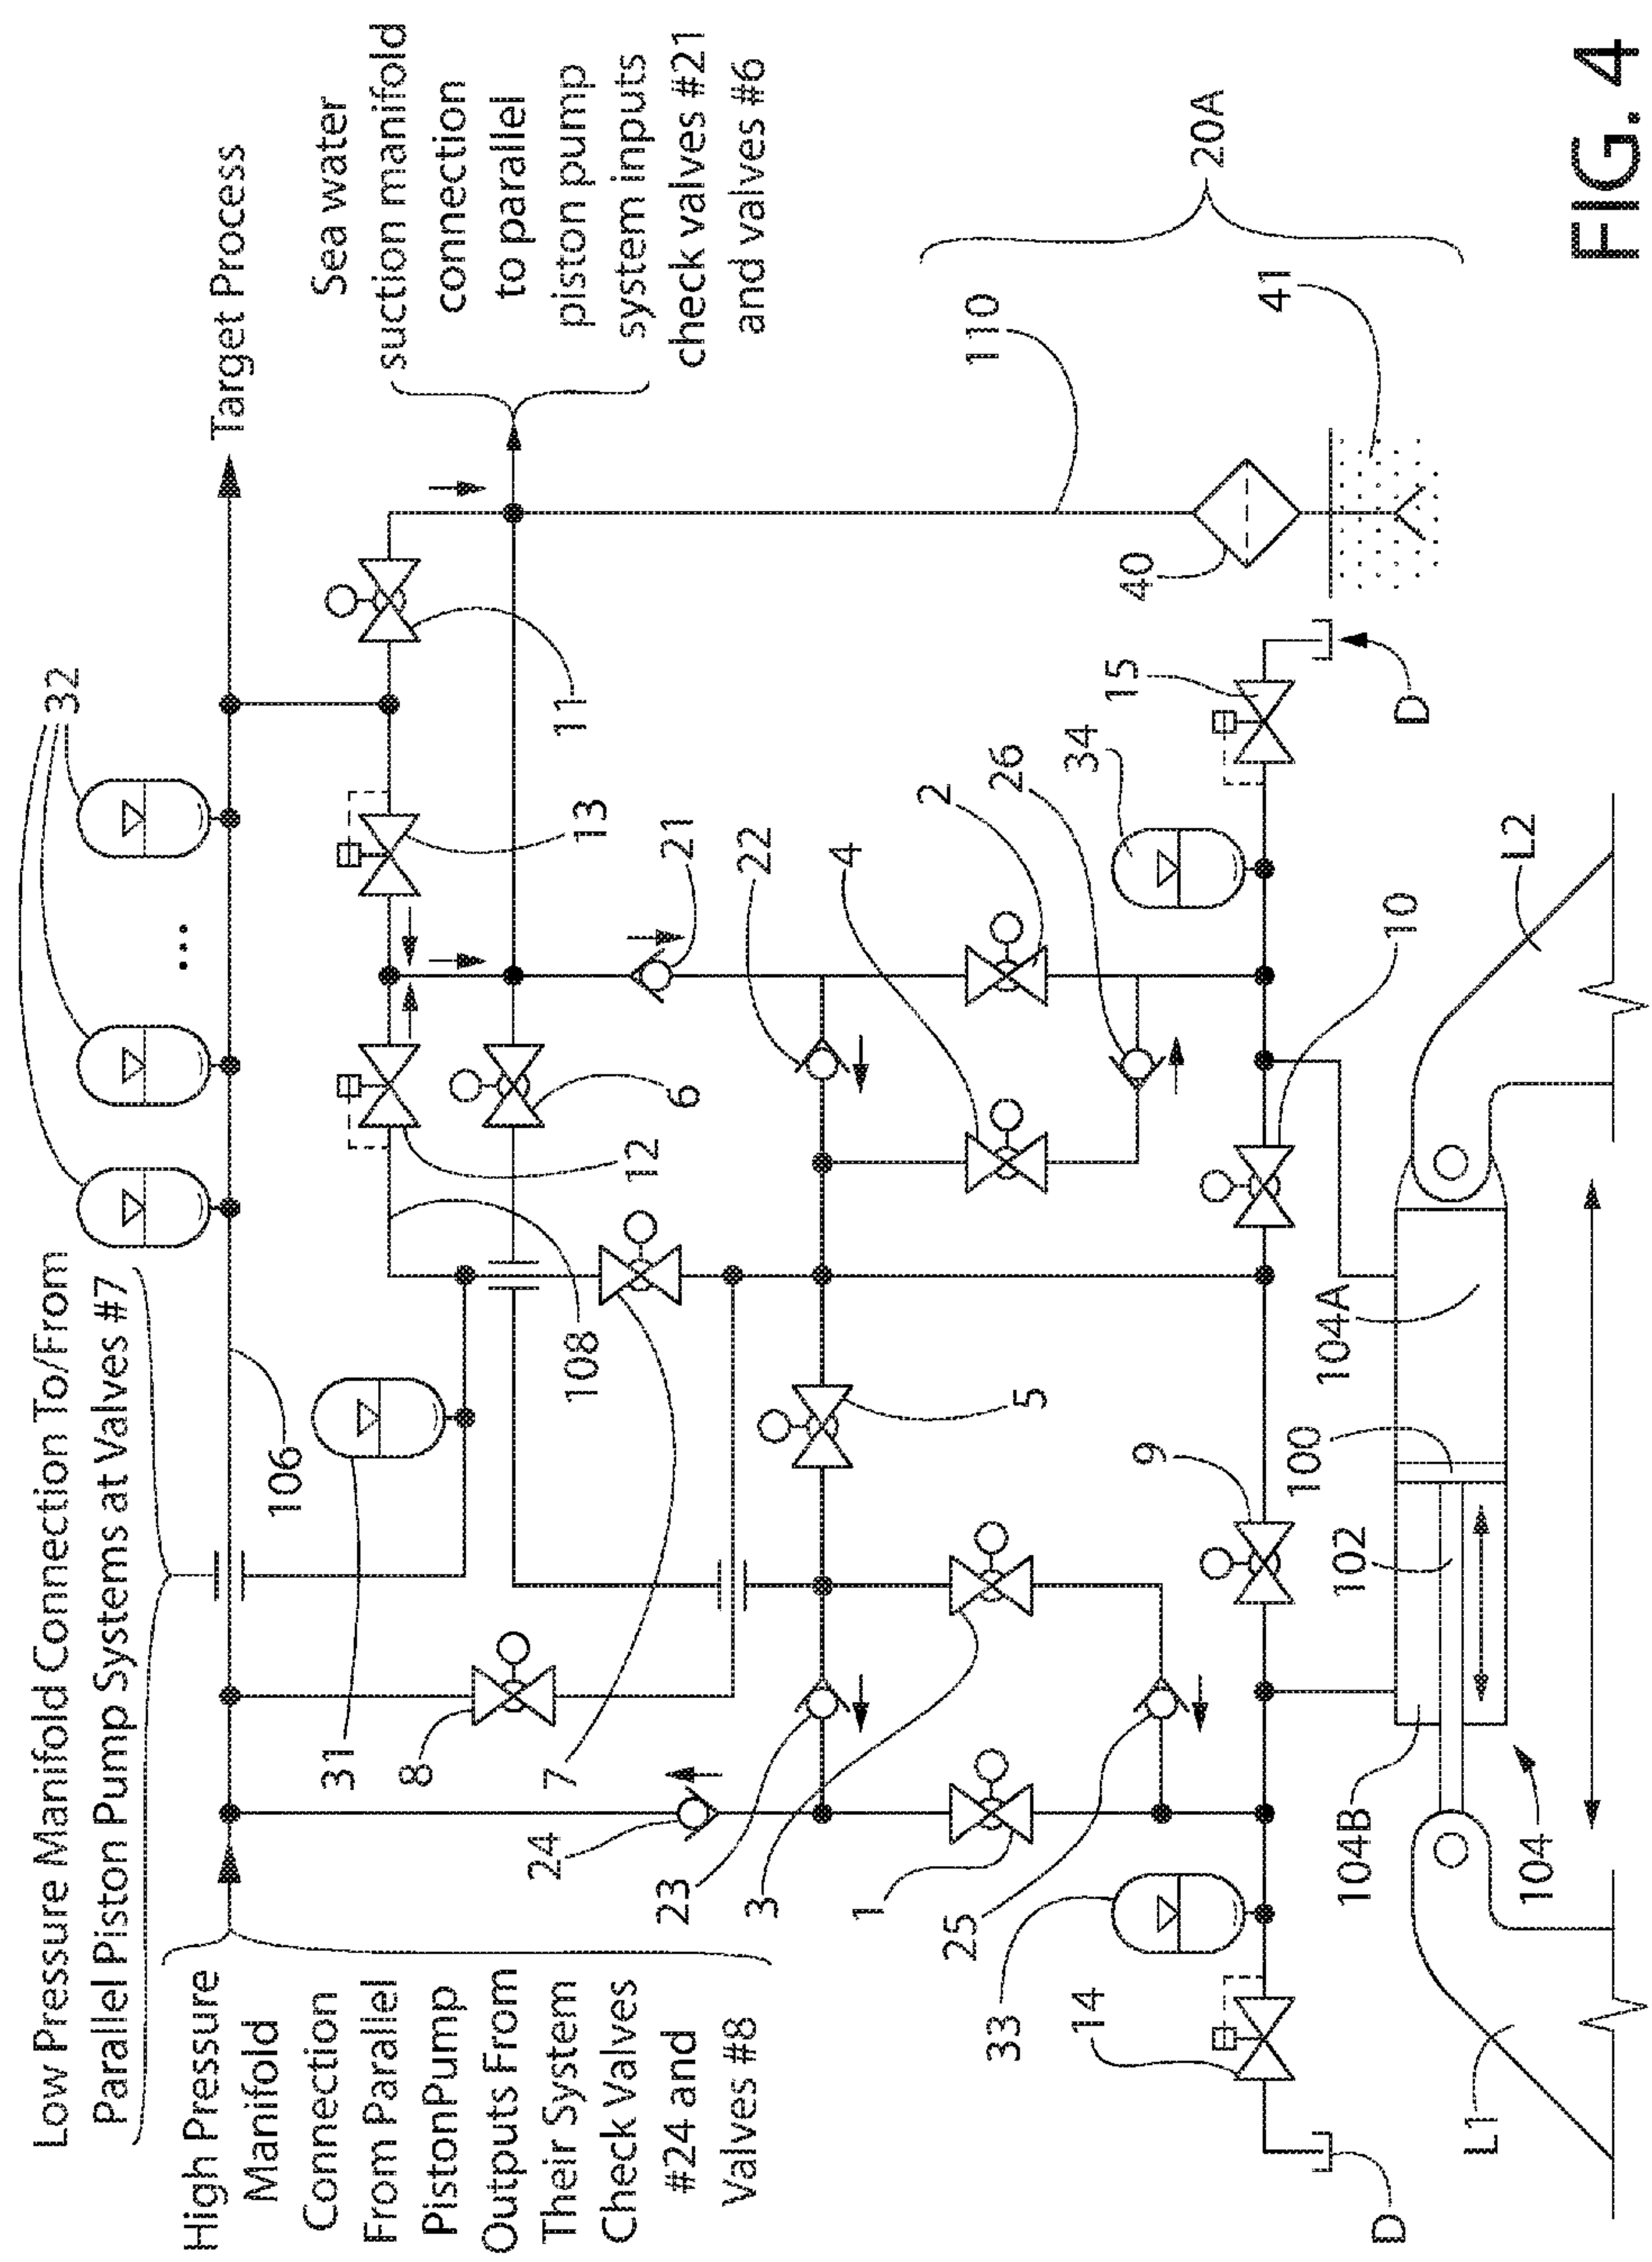 Low Pressure Manifold Connection To/From
Parallel Piston Pump Systems at Valves #7
High Pressure
Manifold
Connection
From Parallel
PistonPump
Outputs From
Their System
Check Valves
#24 and
Valves #8
Target Process
Sea water
suction manifold
connection
to parallel
piston pump
system inputs
check valves #21
and valves #6
32
...
106
31
8
7
108
12
6
13
11
21
22
4
2
26
34
15
D
40
41
110
20A
24
23
3
1
25
33
14
D
5
9
10
L1
104
104B
102
100
104A
L2
FIG. 4